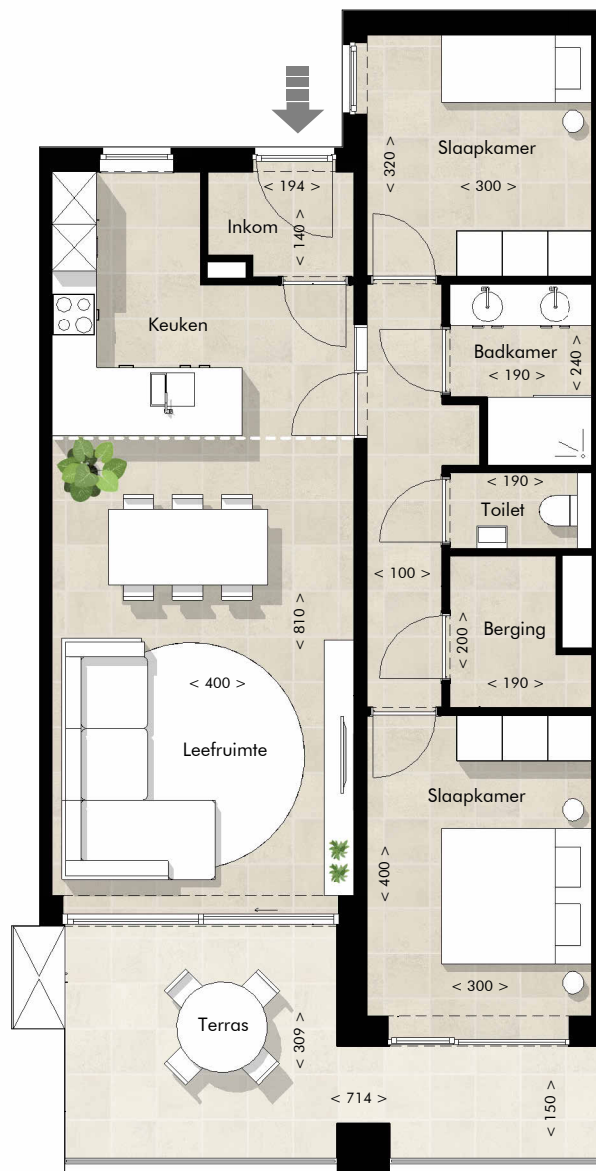 Slaapkamer
< 320 >
< 300 >
< 194 >
Inkom
< 140 >
Keuken
Badkamer
< 190 >
< 240 >
< 190 >
Toilet
< 100 >
< 810 >
Berging
< 200 >
< 190 >
< 400 >
Leefruimte
Slaapkamer
< 400 >
< 300 >
Terras
< 309 >
< 714 >
< 150 >